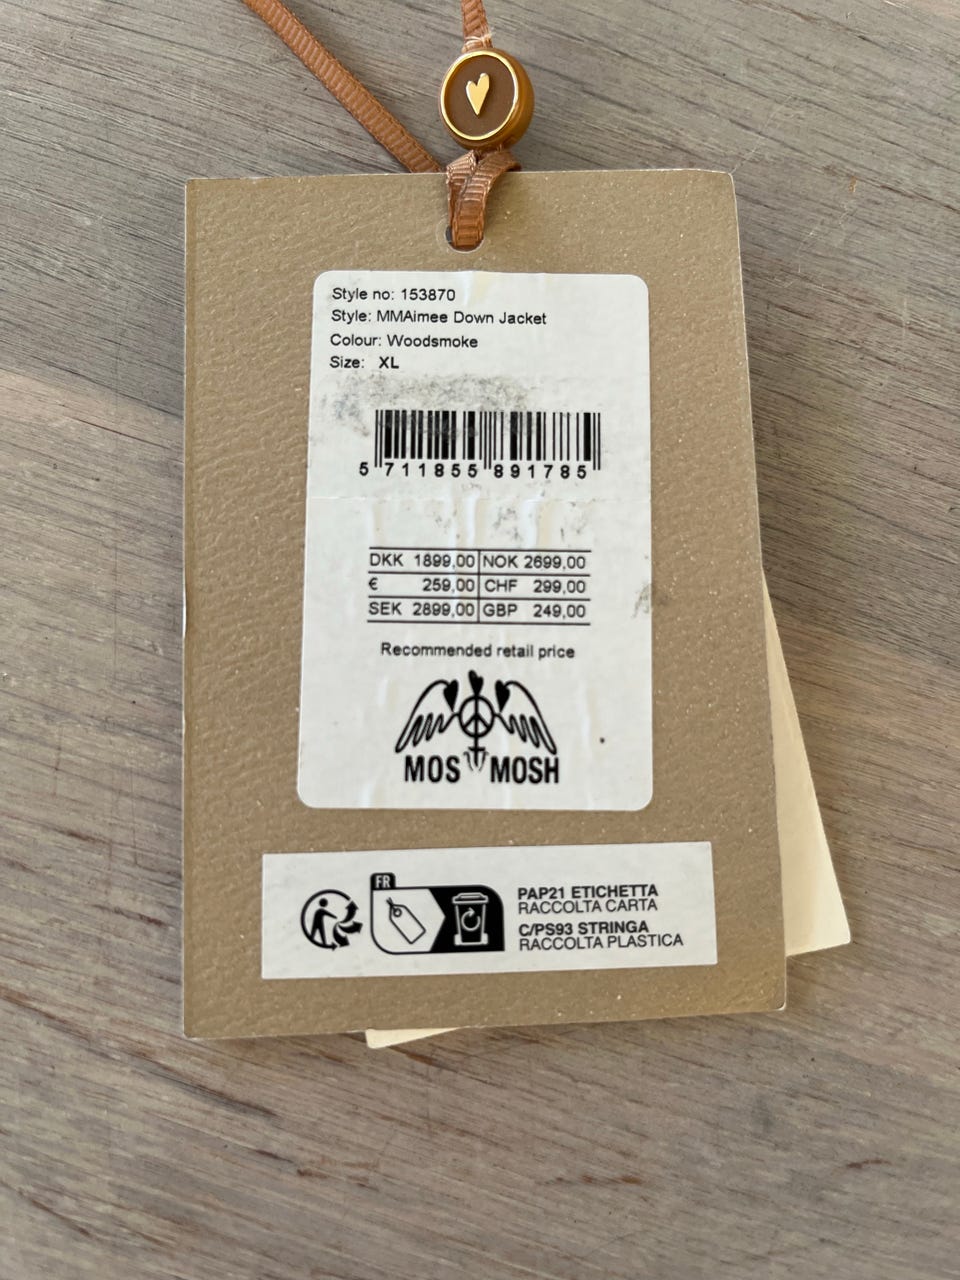 Style no: 153870
Style: MMAimee Down Jacket
Colour: Woodsmoke
Size: XL
5 711855 891785
DKK 1899,00 NOK 2699,00
€ 259,00 CHF 299,00
SEK 2899,00 GBP 249,00
Recommended retail price
MOS MOSH
FR
PAP21 ETICHETTA
RACCOLTA CARTA
C/PS93 STRINGA
RACCOLTA PLASTICA